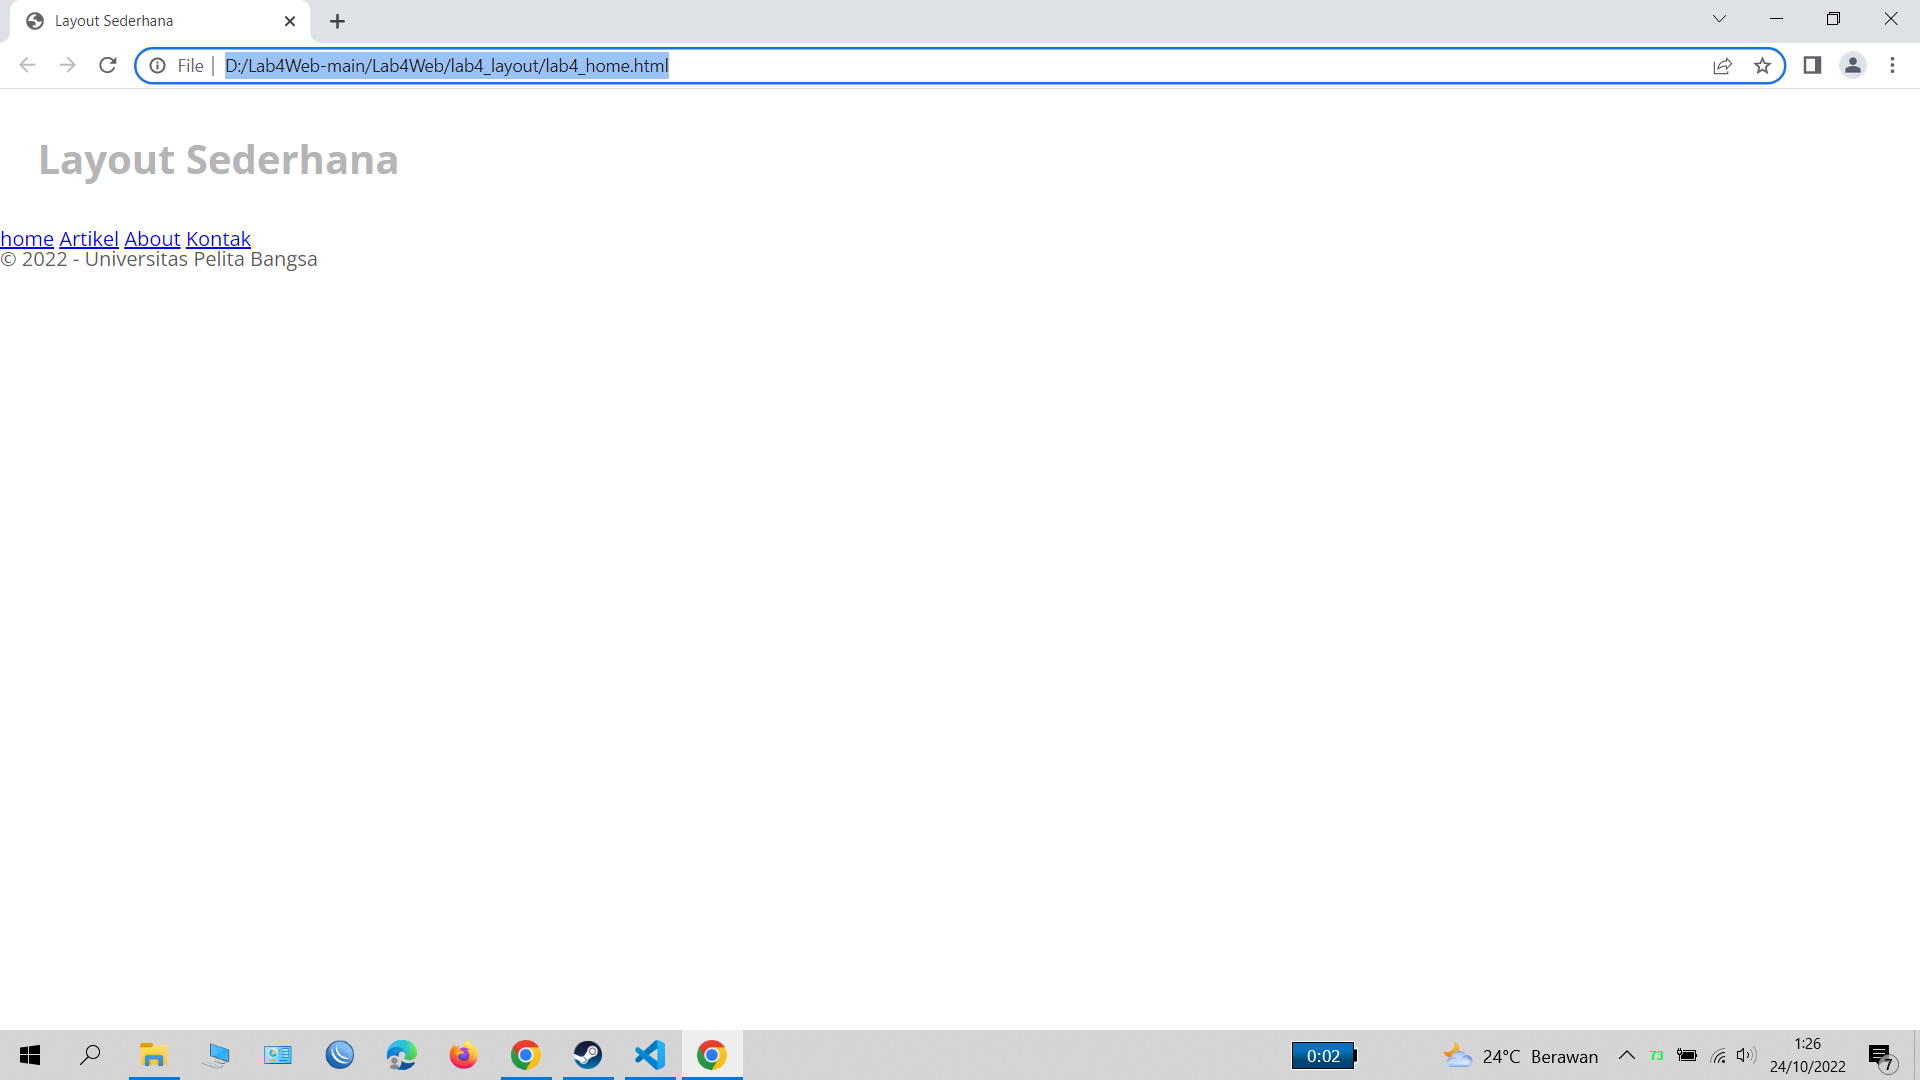 Layout Sederhana
File
D:/Lab4Web-main/Lab4Web/lab4_layout/lab4_home.html
Layout Sederhana
home Artikel About Kontak
© 2022 - Universitas Pelita Bangsa
0:02
24°C Berawan
73
1:26
24/10/2022
7